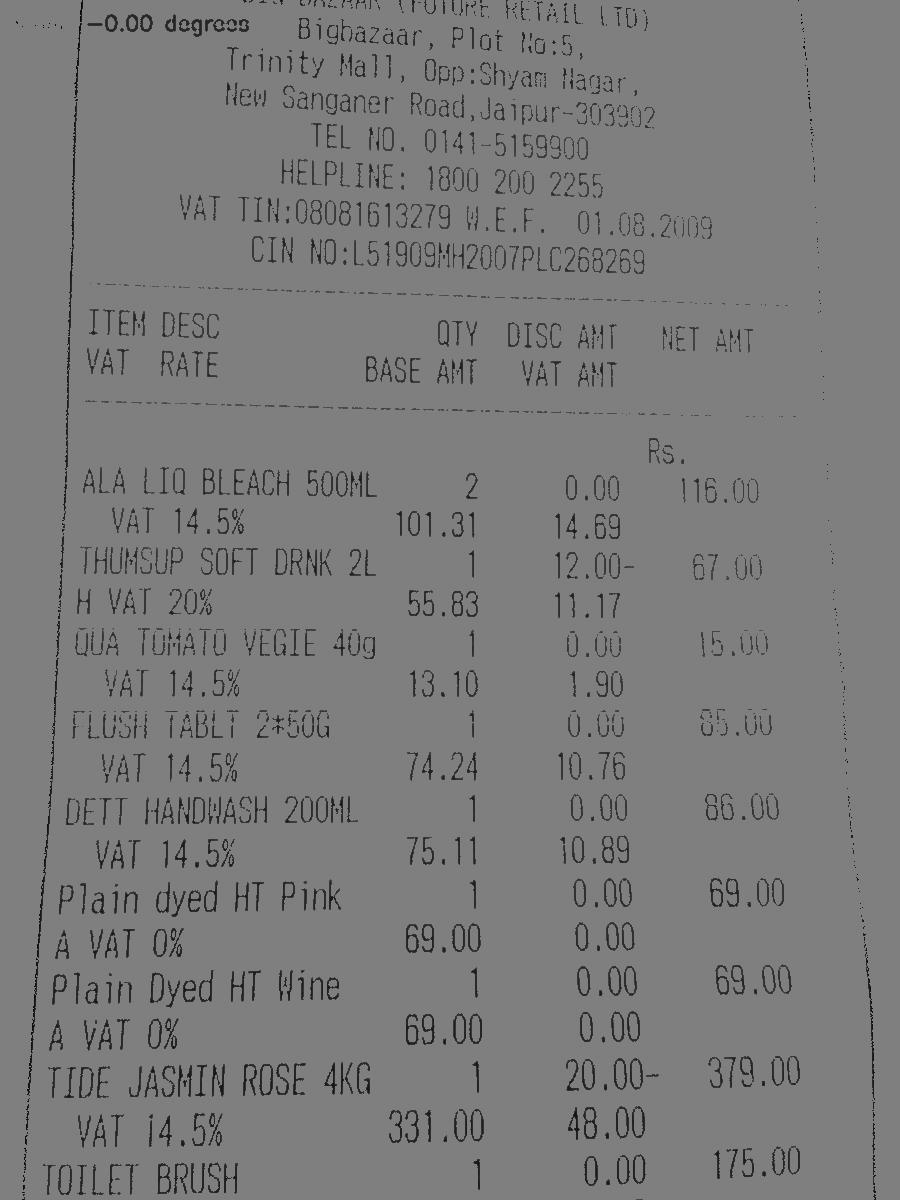 BIG BAZAAR (FUTURE RETAIL LTD)
-0.00 degrees
Bigbazaar, Plot No:5,
Trinity Mall, Opp:Shyam Nagar,
New Sanganer Road,Jaipur-303902
TEL NO. 0141-5159900
HELPLINE: 1800 200 2255
VAT TIN:08081613279 W.E.F. 01.08.2009
CIN NO:L51909MH2007PLC268269
ITEM DESC QTY DISC AMT NET AMT
VAT RATE BASE AMT VAT AMT
Rs.
ALA LIQ BLEACH 500ML 2 0.00 116.00
VAT 14.5% 101.31 14.69
THUMSUP SOFT DRNK 2L 1 12.00- 67.00
H VAT 20% 55.83 11.17
QUA TOMATO VEGIE 40g 1 0.00 15.00
VAT 14.5% 13.10 1.90
FLUSH TABLT 2*50G 1 0.00 85.00
VAT 14.5% 74.24 10.76
DETT HANDWASH 200ML 1 0.00 86.00
VAT 14.5% 75.11 10.89
Plain dyed HT Pink 1 0.00 69.00
A VAT 0% 69.00 0.00
Plain Dyed HT Wine 1 0.00 69.00
A VAT 0% 69.00 0.00
TIDE JASMIN ROSE 4KG 1 20.00- 379.00
VAT 14.5% 331.00 48.00
TOILET BRUSH 1 0.00 175.00